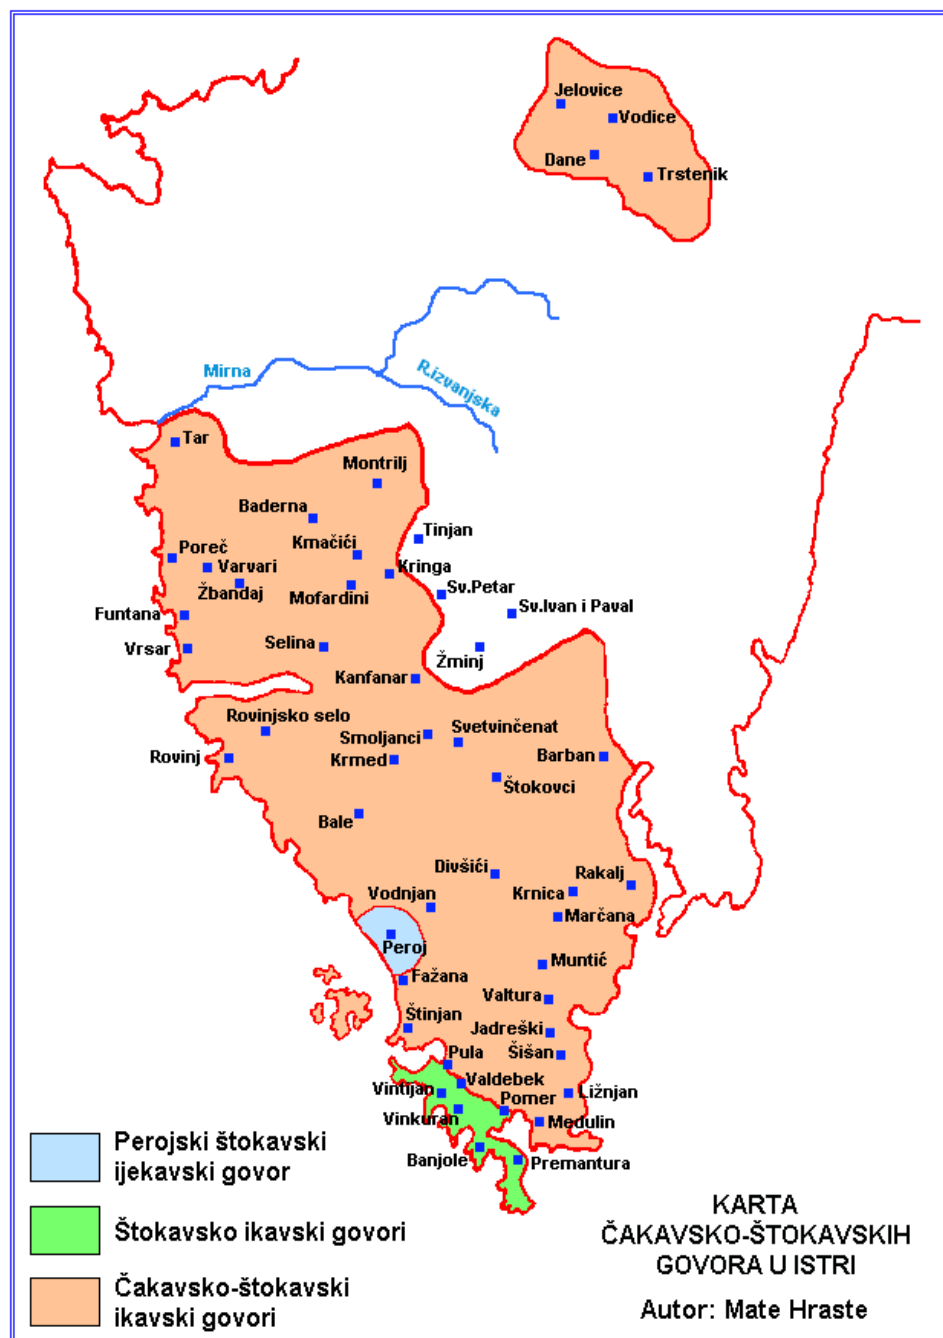 Jelovice
Vodice
Dane
Trstenik
Mirna
R.izvanjska
Tar
Montrilj
Baderna
Tinjan
Krnačići
Poreč
Varvari
Kringa
Žbandaj
Mofardini
Sv.Petar
Funtana
Sv.Ivan i Paval
Vrsar
Selina
Žminj
Kanfanar
Rovinjsko selo
Smoljanci
Svetvinčenat
Rovinj
Krmed
Barban
Štokovci
Bale
Divšići
Rakalj
Krnica
Vodnjan
Marčana
Peroj
Muntić
Fažana
Valtura
Štinjan
Jadreški
Pula
Šišan
Valdebek
Vintijan
Pomer
Ližnjan
Vinkuran
Medulin
Banjole
Premantura
Perojski štokavski
ijekavski govor
Štokavsko ikavski govori
Čakavsko-štokavski
ikavski govori
KARTA
ČAKAVSKO-ŠTOKAVSKIH
GOVORA U ISTRI
Autor: Mate Hraste